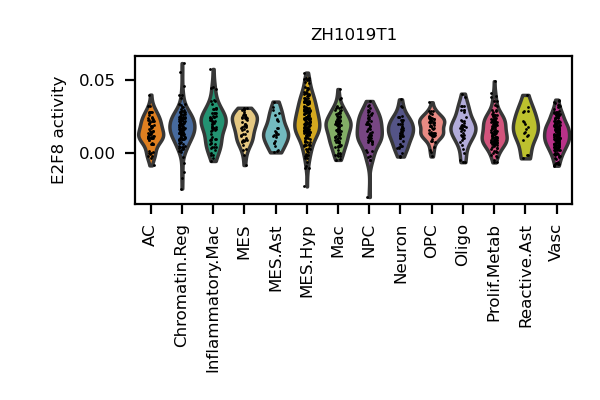 ZH1019T1
E2F8 activity
0.05
0.00
AC
Chromatin.Reg
Inflammatory.Mac
MES
MES.Ast
MES.Hyp
Mac
NPC
Neuron
OPC
Oligo
Prolif.Metab
Reactive.Ast
Vasc